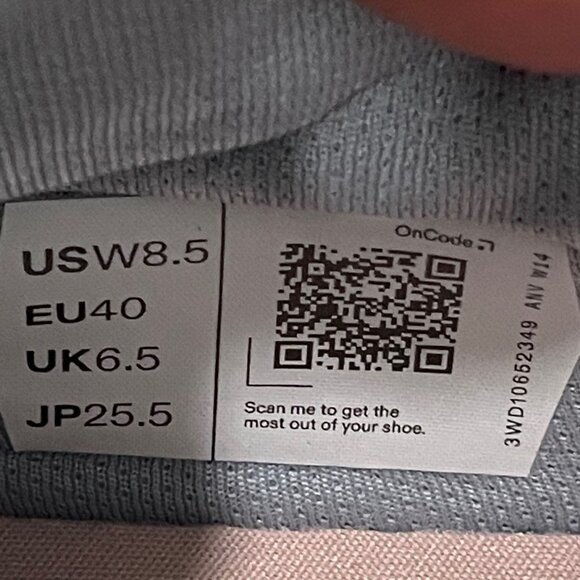 USW8.5
EU40
UK6.5
JP25.5
OnCode
Scan me to get the
most out of your shoe.
3WD10652349 ANV W14